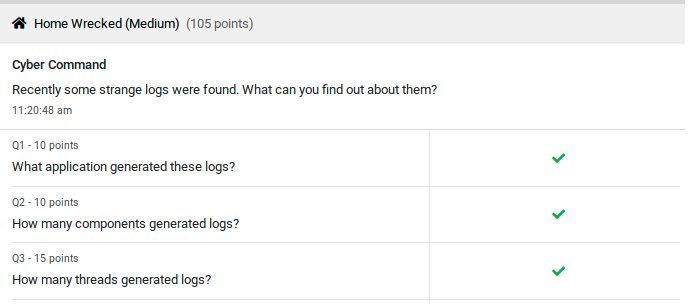 Home Wrecked (Medium) (105 points)
Cyber Command
Recently some strange logs were found. What can you find out about them?
11:20:48 am
Q1 - 10 points
What application generated these logs?
Q2 - 10 points
How many components generated logs?
Q3 - 15 points
How many threads generated logs?